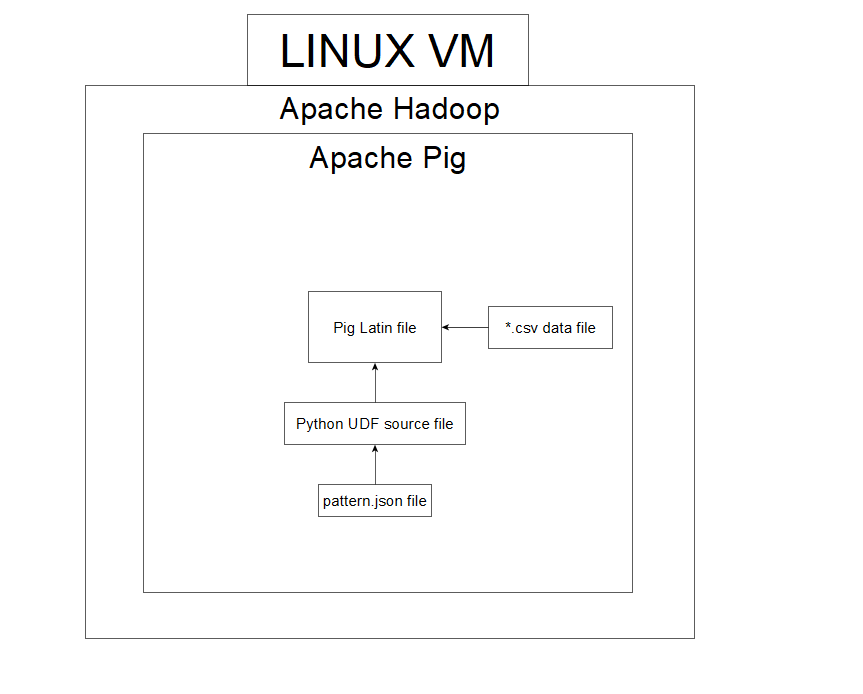 LINUX VM
Apache Hadoop
Apache Pig
Pig Latin file
*.csv data file
Python UDF source file
pattern.json file